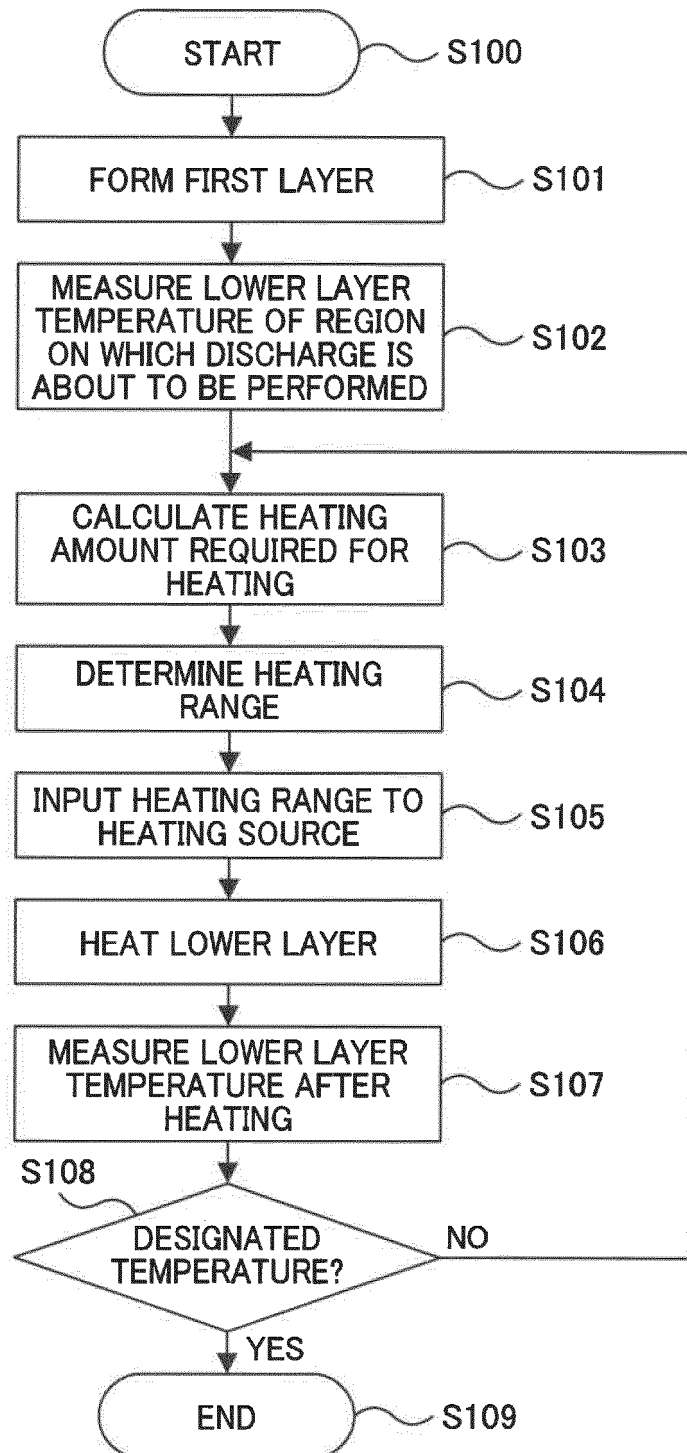 START
S100
FORM FIRST LAYER
S101
MEASURE LOWER LAYER
TEMPERATURE OF REGION
ON WHICH DISCHARGE IS
ABOUT TO BE PERFORMED
S102
CALCULATE HEATING
AMOUNT REQUIRED FOR
HEATING
S103
DETERMINE HEATING
RANGE
S104
INPUT HEATING RANGE TO
HEATING SOURCE
S105
HEAT LOWER LAYER
S106
MEASURE LOWER LAYER
TEMPERATURE AFTER
HEATING
S107
S108
DESIGNATED
TEMPERATURE?
NO
YES
END
S109